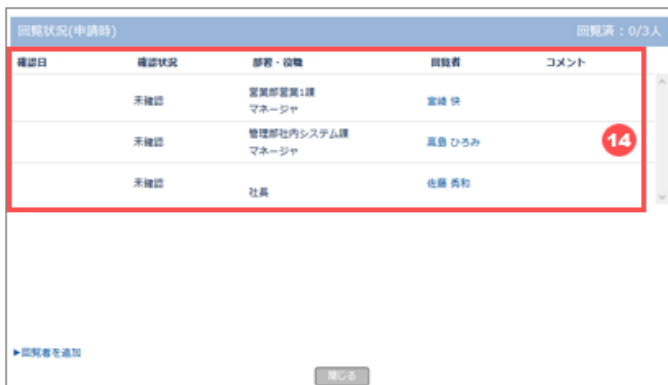 回覧状況(申請時) 回覧済：0/3人
確認日 確認状況 部署・役職 回覧者 コメント
未確認 営業部営業1課 宮崎 快
マネージャ
未確認 管理部社内システム課 高島 ひろみ
マネージャ
14
未確認 佐藤 秀和
社長
▶回覧者を追加
閉じる